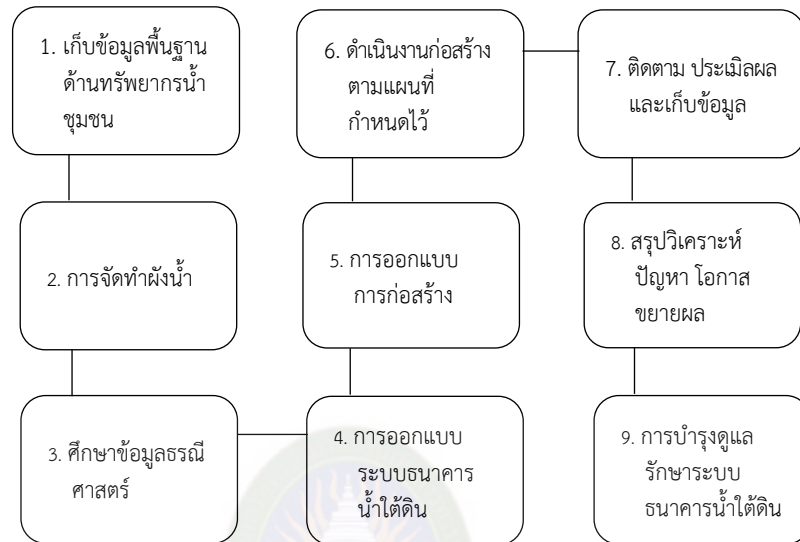 1. เก็บข้อมูลพื้นฐาน
ด้านทรัพยากรน้ำ
ชุมชน
2. การจัดทำผังน้ำ
3. ศึกษาข้อมูลธรณี
ศาสตร์
4. การออกแบบ
ระบบธนาคาร
น้ำใต้ดิน
5. การออกแบบ
การก่อสร้าง
6. ดำเนินงานก่อสร้าง
ตามแผนที่
กำหนดไว้
7. ติดตาม ประเมิลผล
และเก็บข้อมูล
8. สรุปวิเคราะห์
ปัญหา โอกาส
ขยายผล
9. การบำรุงดูแล
รักษาระบบ
ธนาคารน้ำใต้ดิน